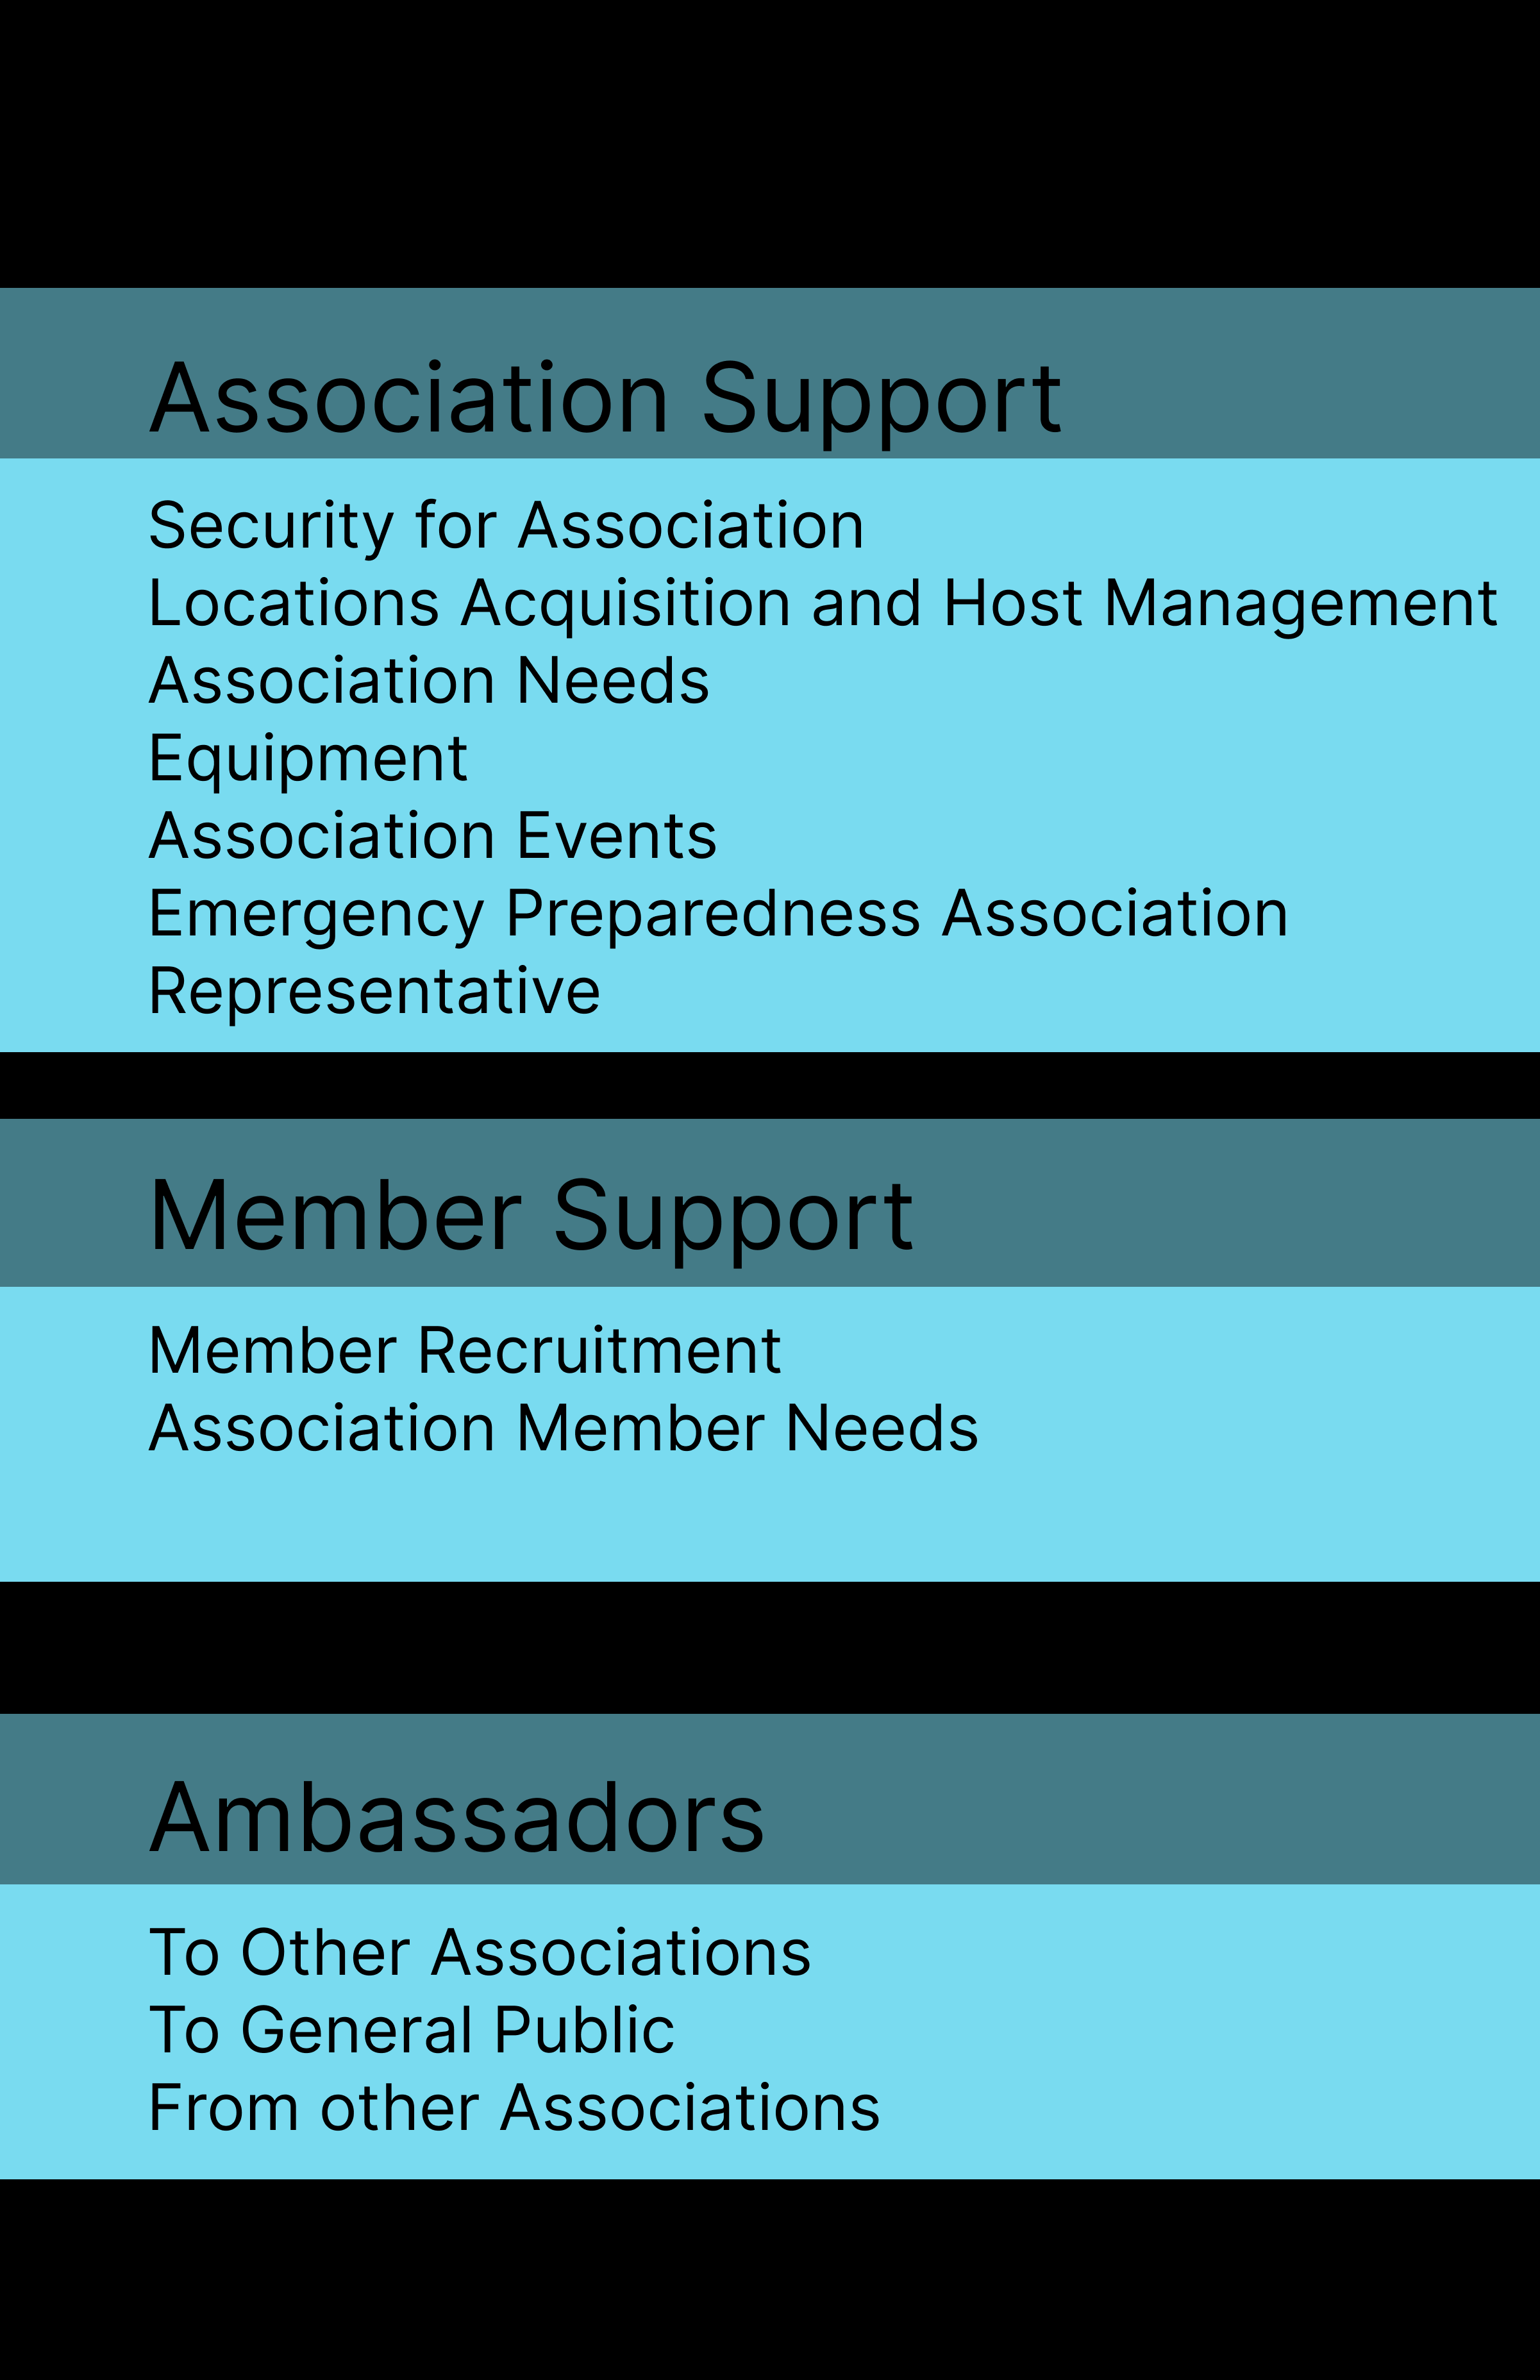 Association Support
Security for Association
Locations Acquisition and Host Management
Association Needs
Equipment
Association Events
Emergency Preparedness Association
Representative
Member Support
Member Recruitment
Association Member Needs
Ambassadors
To Other Associations
To General Public
From other Associations